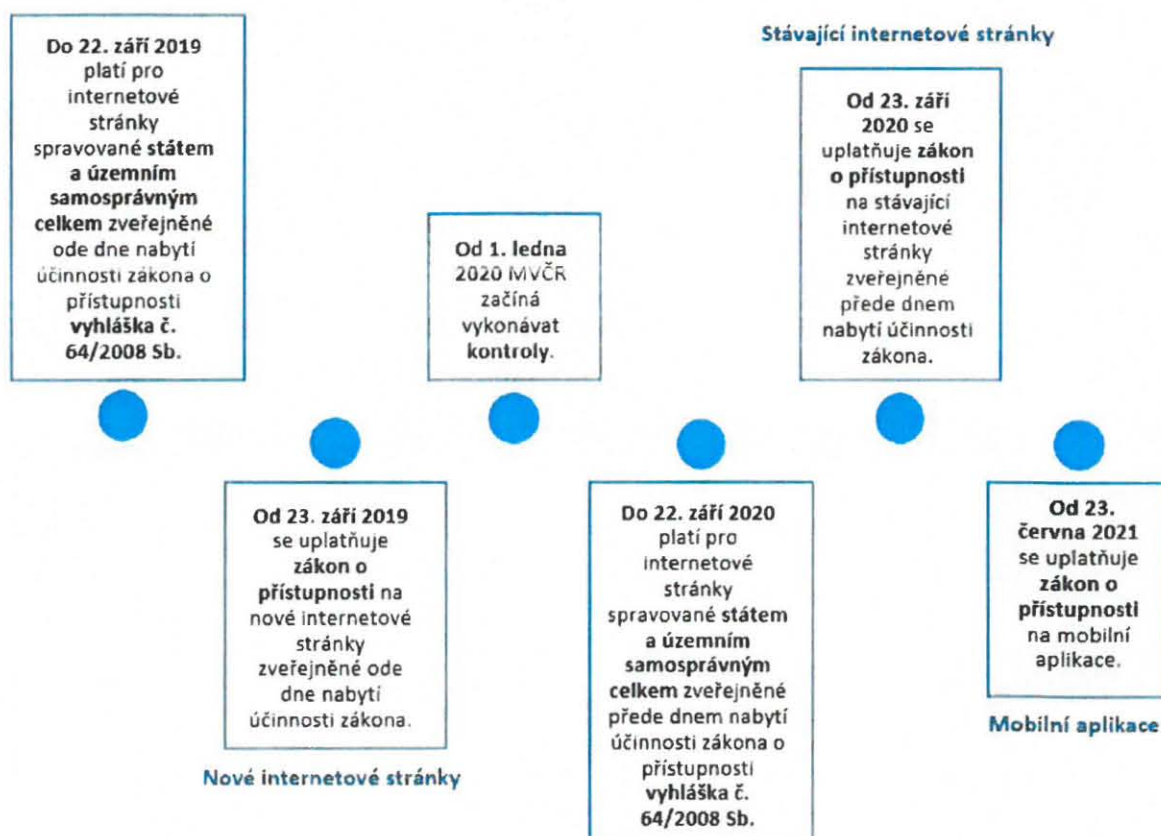 Do 22. září 2019
platí pro
internetové
stránky
spravované státem
a územním
samosprávným
celkem zveřejněné
ode dne nabytí
účinnosti zákona o
přístupnosti
vyhláška č.
64/2008 Sb.
Od 23. září 2019
se uplatňuje
zákon o
přístupnosti na
nové internetové
stránky
zveřejněné ode
dne nabytí
účinnosti zákona.
Nové internetové stránky
Od 1. ledna
2020 MVČR
začíná
vykonávat
kontroly.
Do 22. září 2020
platí pro
internetové
stránky
spravované státem
a územním
samosprávným
celkem zveřejněné
přede dnem nabytí
účinnosti zákona o
přístupnosti
vyhláška č.
64/2008 Sb.
Stávající internetové stránky
Od 23. září
2020 se
uplatňuje zákon
o přístupnosti
na stávající
internetové
stránky
zveřejněné
přede dnem
nabytí účinnosti
zákona.
Od 23.
června 2021
se uplatňuje
zákon o
přístupnosti
na mobilní
aplikace.
Mobilní aplikace